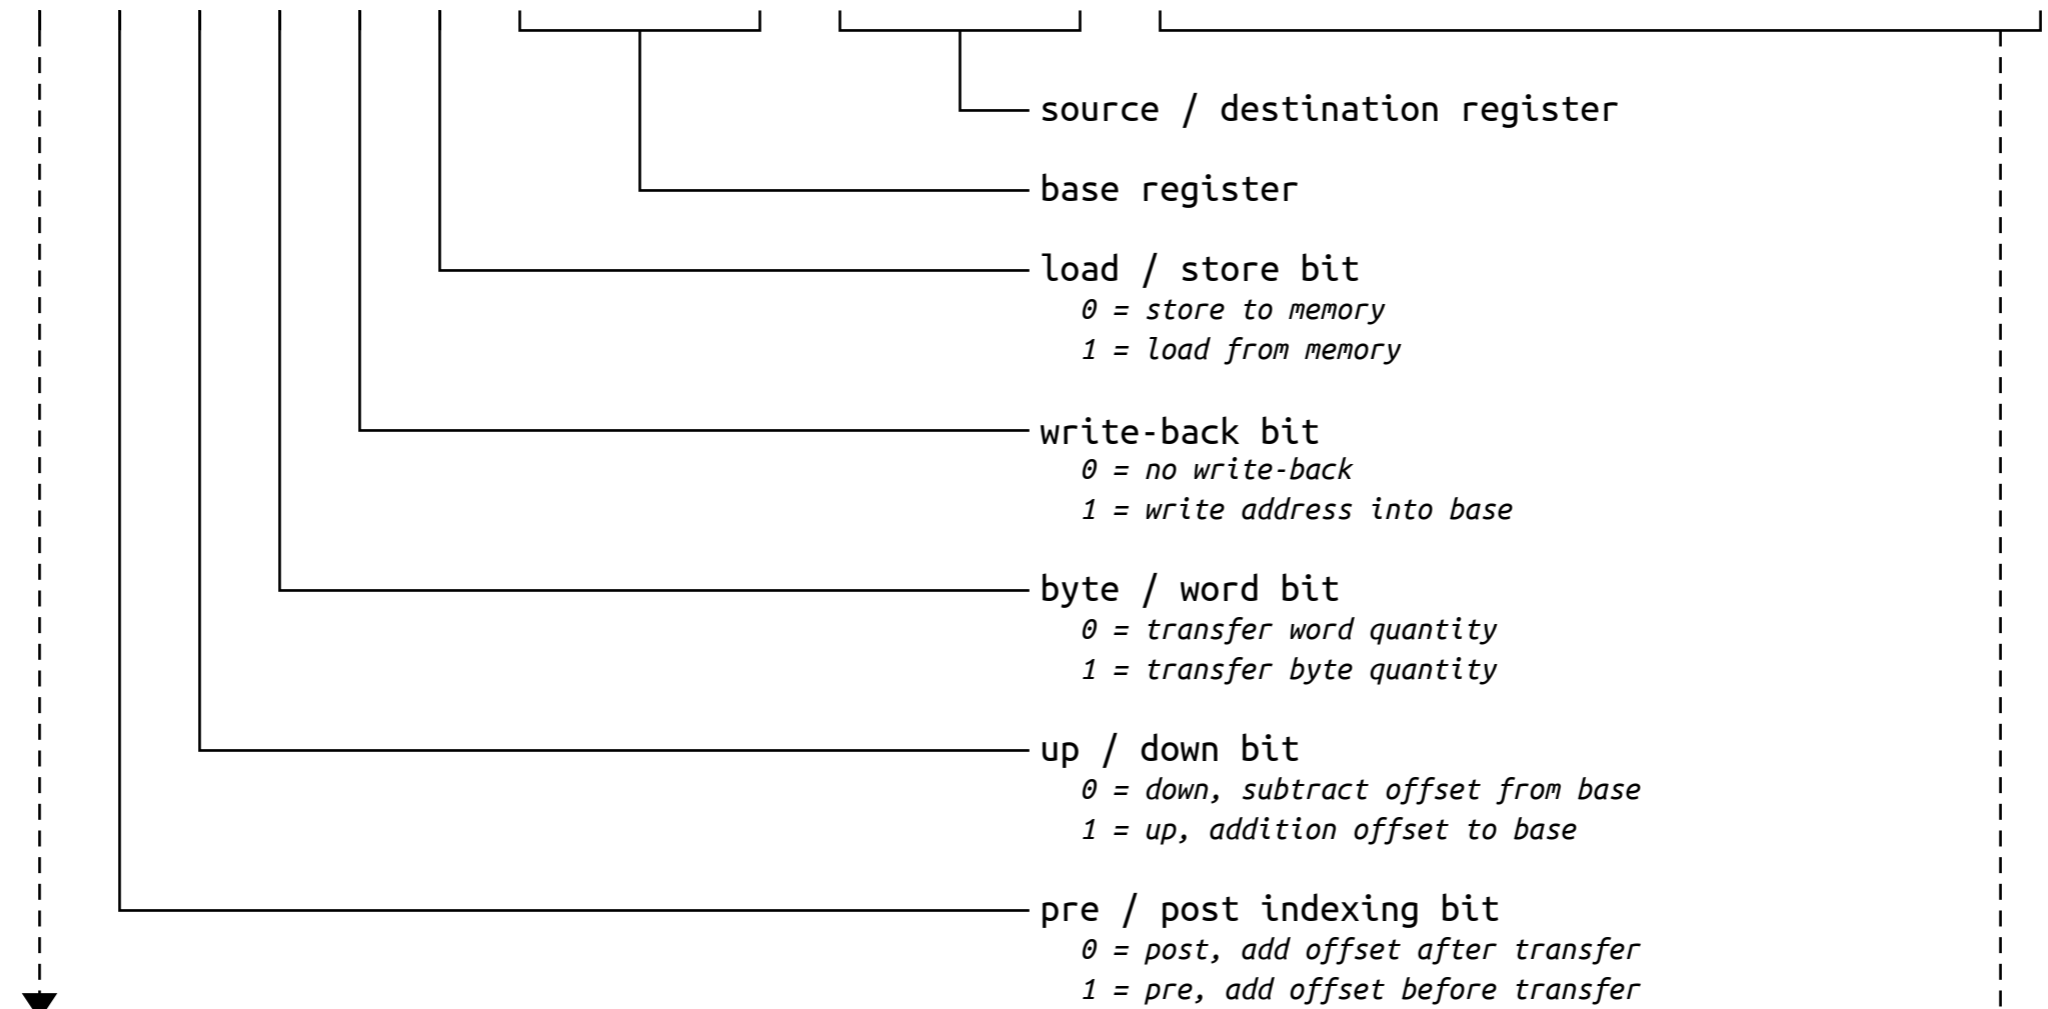 source / destination register
base register
load / store bit
0 = store to memory
1 = load from memory
write-back bit
0 = no write-back
1 = write address into base
byte / word bit
0 = transfer word quantity
1 = transfer byte quantity
up / down bit
0 = down, subtract offset from base
1 = up, addition offset to base
pre / post indexing bit
0 = post, add offset after transfer
1 = pre, add offset before transfer